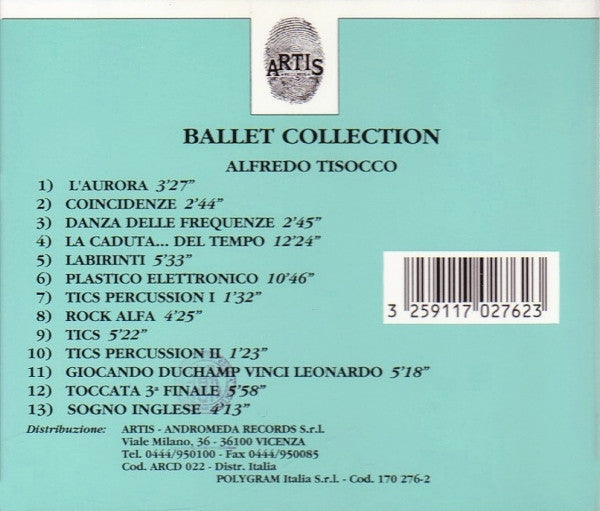 ARTIS
BALLET COLLECTION
ALFREDO TISOCCO
1) L'AURORA 3'27"
2) COINCIDENZE 2'44"
3) DANZA DELLE FREQUENZE 2'45"
4) LA CADUTA... DEL TEMPO 12'24"
5) LABIRINTI 5'33"
6) PLASTICO ELETTRONICO 10'46"
7) TICS PERCUSSION I 1'32"
8) ROCK ALFA 4'25"
9) TICS 5'22"
10) TICS PERCUSSION II 1'23"
11) GIOCANDO DUCHAMP VINCI LEONARDO 5'18"
12) TOCCATA 3ª FINALE 5'58"
13) SOGNO INGLESE 4'13"
3 259117 027623
Distribuzione: ARTIS - ANDROMEDA RECORDS S.r.l.
Viale Milano, 36 - 36100 VICENZA
Tel. 0444/950100 - Fax 0444/950085
Cod. ARCD 022 - Distr. Italia
POLYGRAM Italia S.r.l. - Cod. 170 276-2